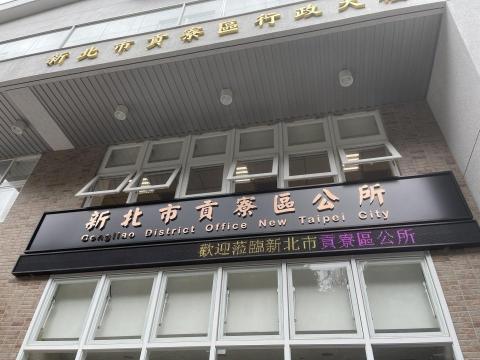 新北市貢寮區行政大
新北市貢寮區公所
Gongliao District Office New Taipei City
歡迎蒞臨新北市貢寮區公所